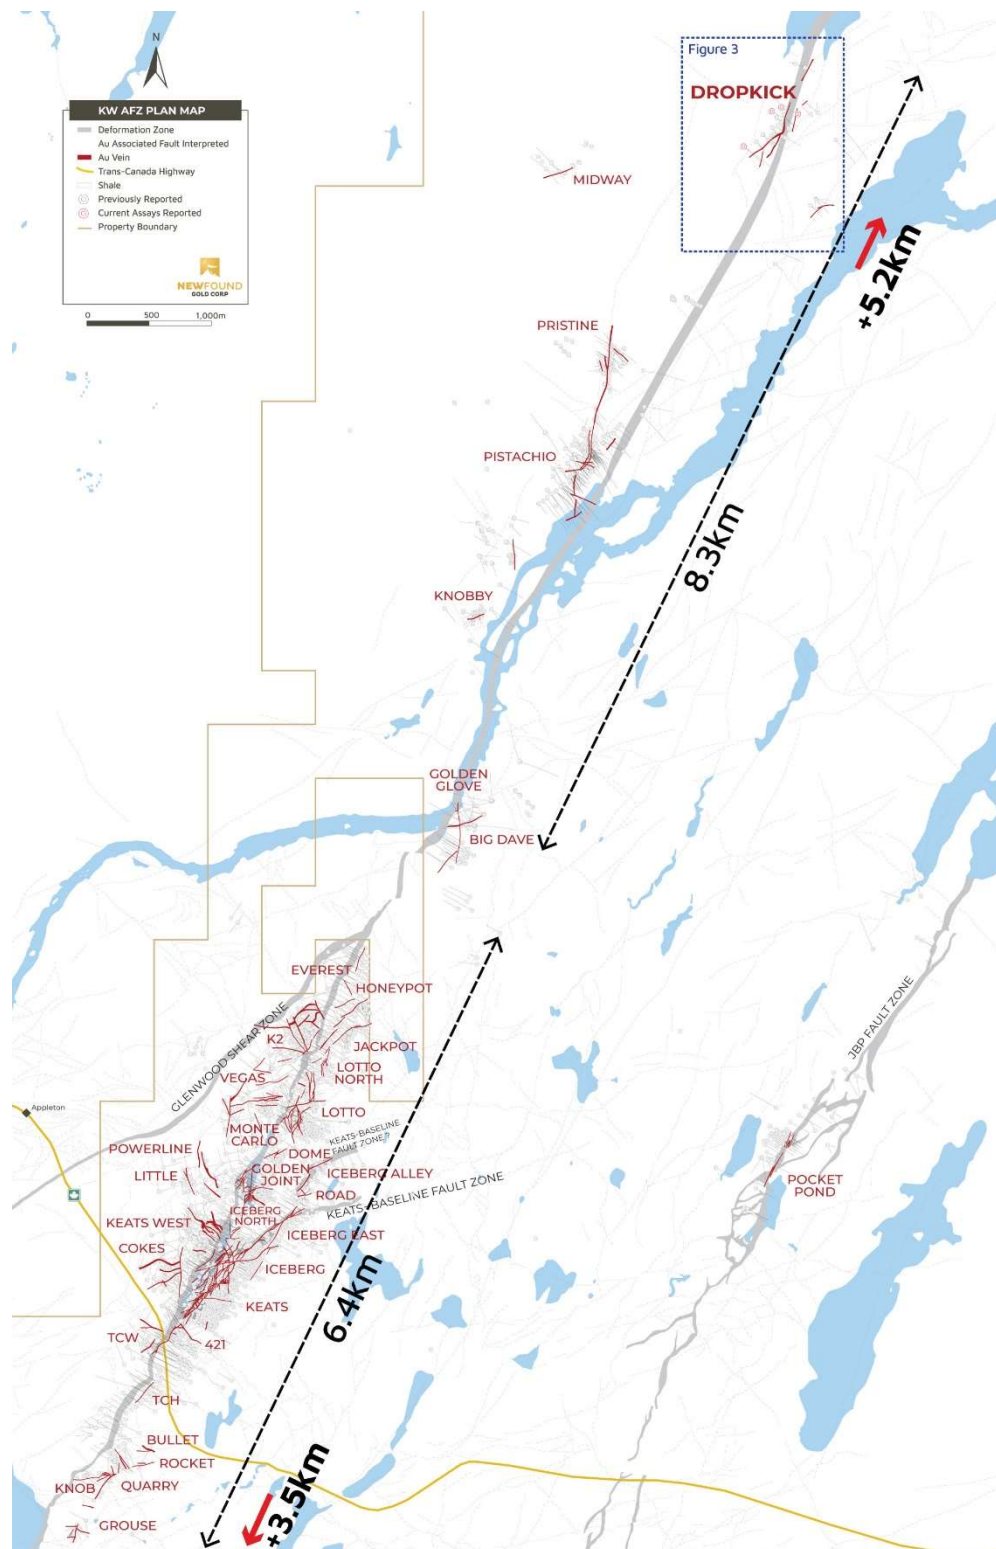 Figure 3
N
DROPKICK
KW AFZ PLAN MAP
Deformation Zone
Au Associated Fault Interpreted
Au Vein
Trans-Canada Highway
Shale
Previously Reported
Current Assays Reported
Property Boundary
NEWFOUND
GOLD CORP
0 500 1,000m
MIDWAY
+5.2km
PRISTINE
PISTACHIO
8.3km
KNOBBY
GOLDEN
GLOVE
BIG DAVE
EVEREST
HONEYPOT
GLENWOOD SHEAR ZONE
JBP FAULT ZONE
K2
JACKPOT
LOTTO
NORTH
VEGAS
Appleton
LOTTO
MONTE
CARLO
KEATS-BASELINE
FAULT ZONE?
POWERLINE
DOME
GOLDEN
JOINT
ICEBERG ALLEY
LITTLE
ROAD
KEATS-BASELINE FAULT ZONE
POCKET
POND
ICEBERG
NORTH
KEATS WEST
ICEBERG EAST
COKES
ICEBERG
KEATS
6.4km
TCW
421
TCH
BULLET
ROCKET
KNOB
QUARRY
+3.5km
GROUSE